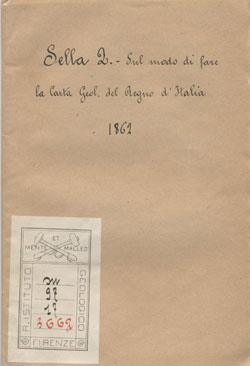 Sella Q. - Sul modo di fare
la Carta Geol. del Regno d'Italia
1862
ET
MENTE MALLEO
R. ISTITUTO
GEOLOGICO
FIRENZE
3662